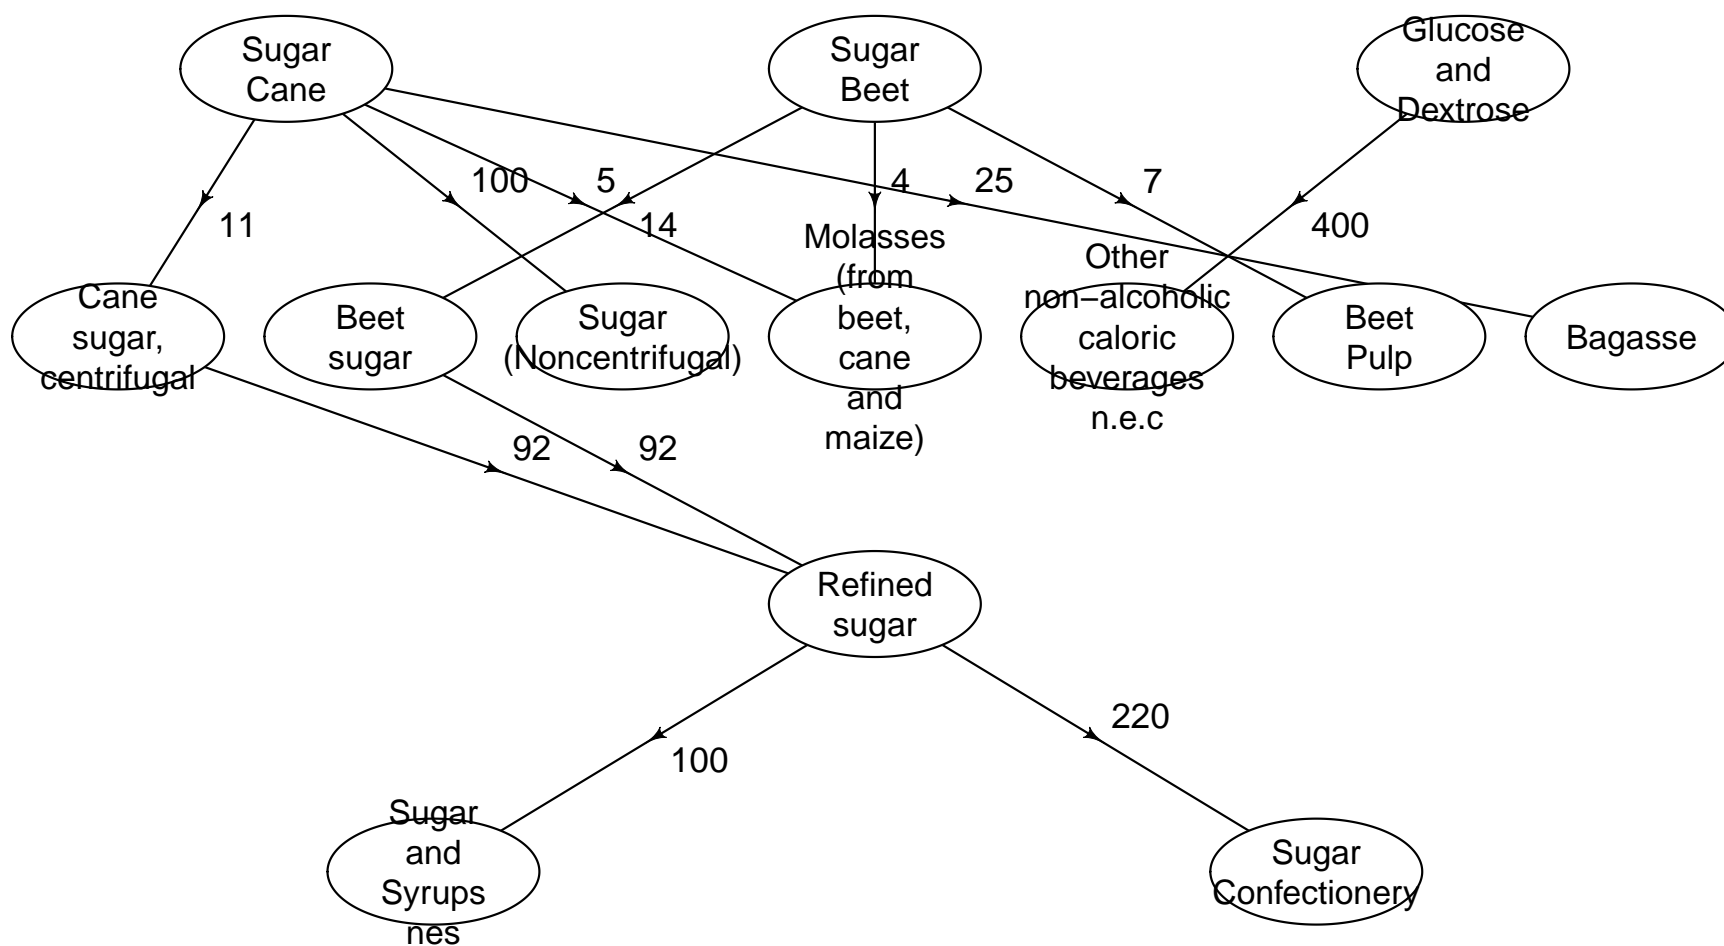 Sugar
Cane
Sugar
Beet
Glucose
and
Dextrose
100
5
4
25
7
11
14
400
Cane
sugar,
centrifugal
Beet
sugar
Sugar
(Noncentrifugal)
Molasses
(from
beet,
cane
and
maize)
Other
non−alcoholic
caloric
beverages
n.e.c
Beet
Pulp
Bagasse
92
92
Refined
sugar
100
220
Sugar
and
Syrups
nes
Sugar
Confectionery